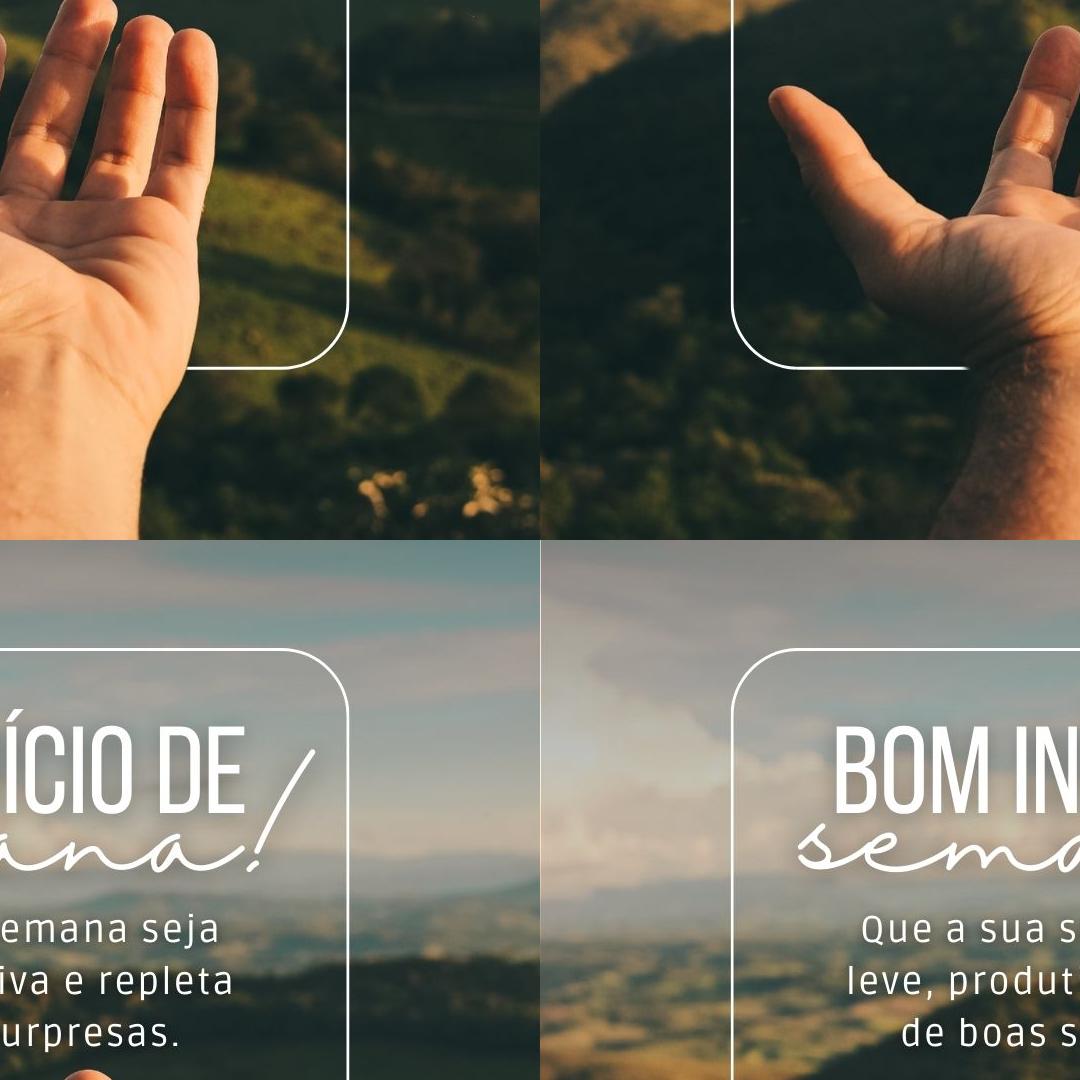 ÍCIO DE
ana!
emana seja
iva e repleta
urpresas.
BOM IN
sema
Que a sua s
leve, produt
de boas s